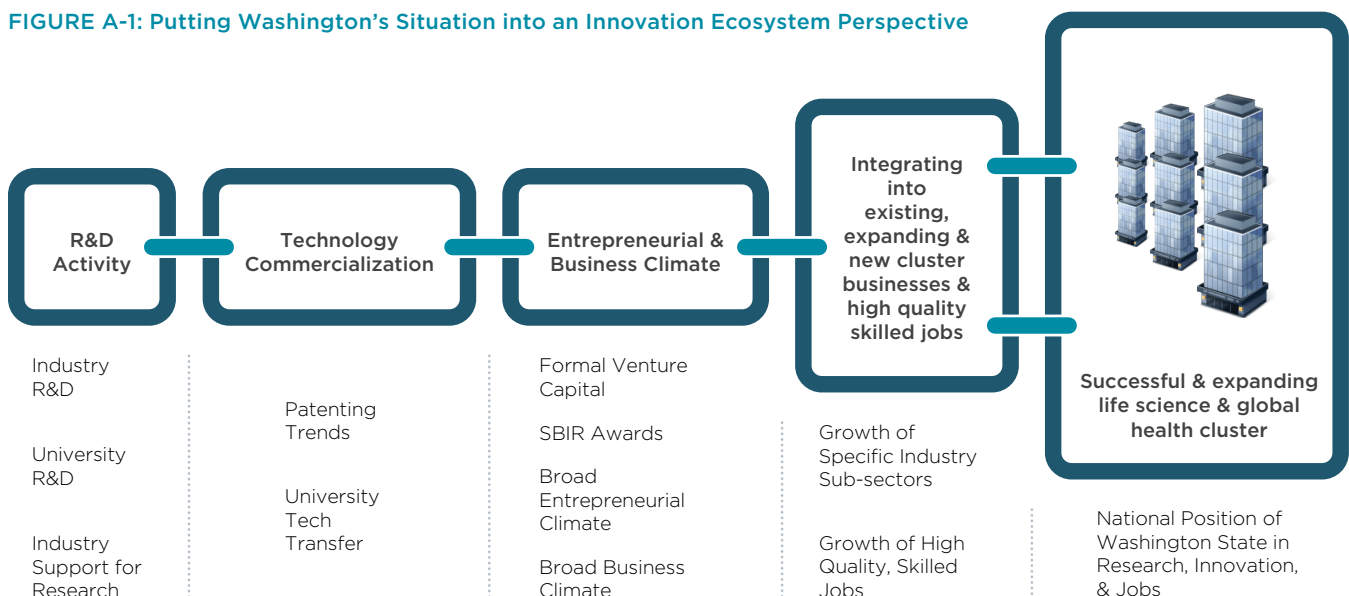 FIGURE A-1: Putting Washington’s Situation into an Innovation Ecosystem Perspective
R&D
Activity
Technology
Commercialization
Entrepreneurial &
Business Climate
Integrating
into
existing,
expanding &
new cluster
businesses &
high quality
skilled jobs
Successful & expanding
life science & global
health cluster
Industry
R&D
University
R&D
Industry
Support for
Research
Patenting
Trends
University
Tech
Transfer
Formal Venture
Capital
SBIR Awards
Broad
Entrepreneurial
Climate
Broad Business
Climate
Growth of
Specific Industry
Sub-sectors
Growth of High
Quality, Skilled
Jobs
National Position of
Washington State in
Research, Innovation,
& Jobs